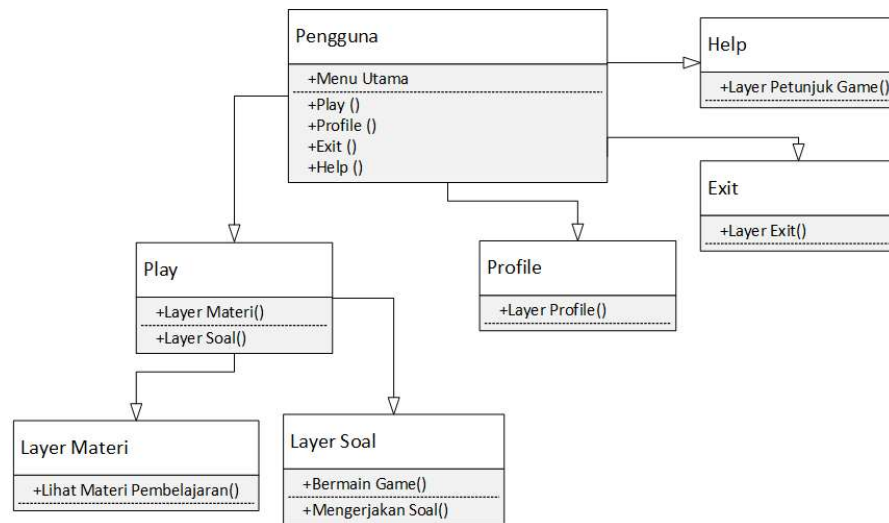 Pengguna
+Menu Utama
+Play ()
+Profile ()
+Exit ()
+Help ()
Help
+Layer Petunjuk Game()
Exit
+Layer Exit()
Play
+Layer Materi()
+Layer Soal()
Profile
+Layer Profile()
Layer Materi
+Lihat Materi Pembelajaran()
Layer Soal
+Bermain Game()
+Mengerjakan Soal()